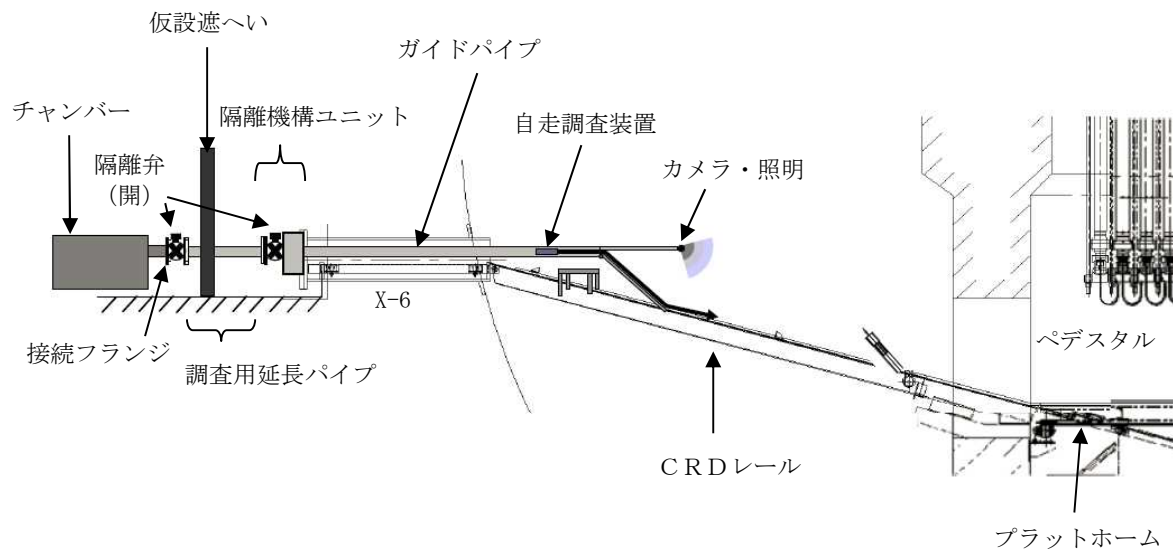 仮設遮へい
ガイドパイプ
チャンバー
隔離機構ユニット
自走調査装置
隔離弁
(開)
カメラ・照明
X-6
接続フランジ
調査用延長パイプ
ペデスタル
CRDレール
プラットホーム